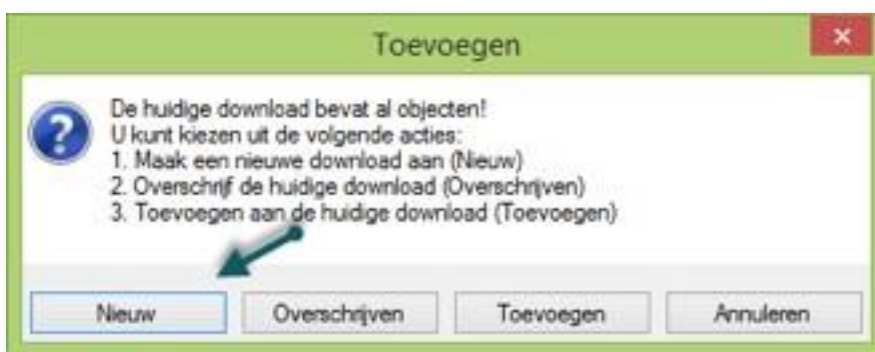 Toevoegen
De huidige download bevat al objecten!
U kunt kiezen uit de volgende acties:
1. Maak een nieuwe download aan (Nieuw)
2. Overschrijf de huidige download (Overschrijven)
3. Toevoegen aan de huidige download (Toevoegen)
Nieuw Overschrijven Toevoegen Annuleren